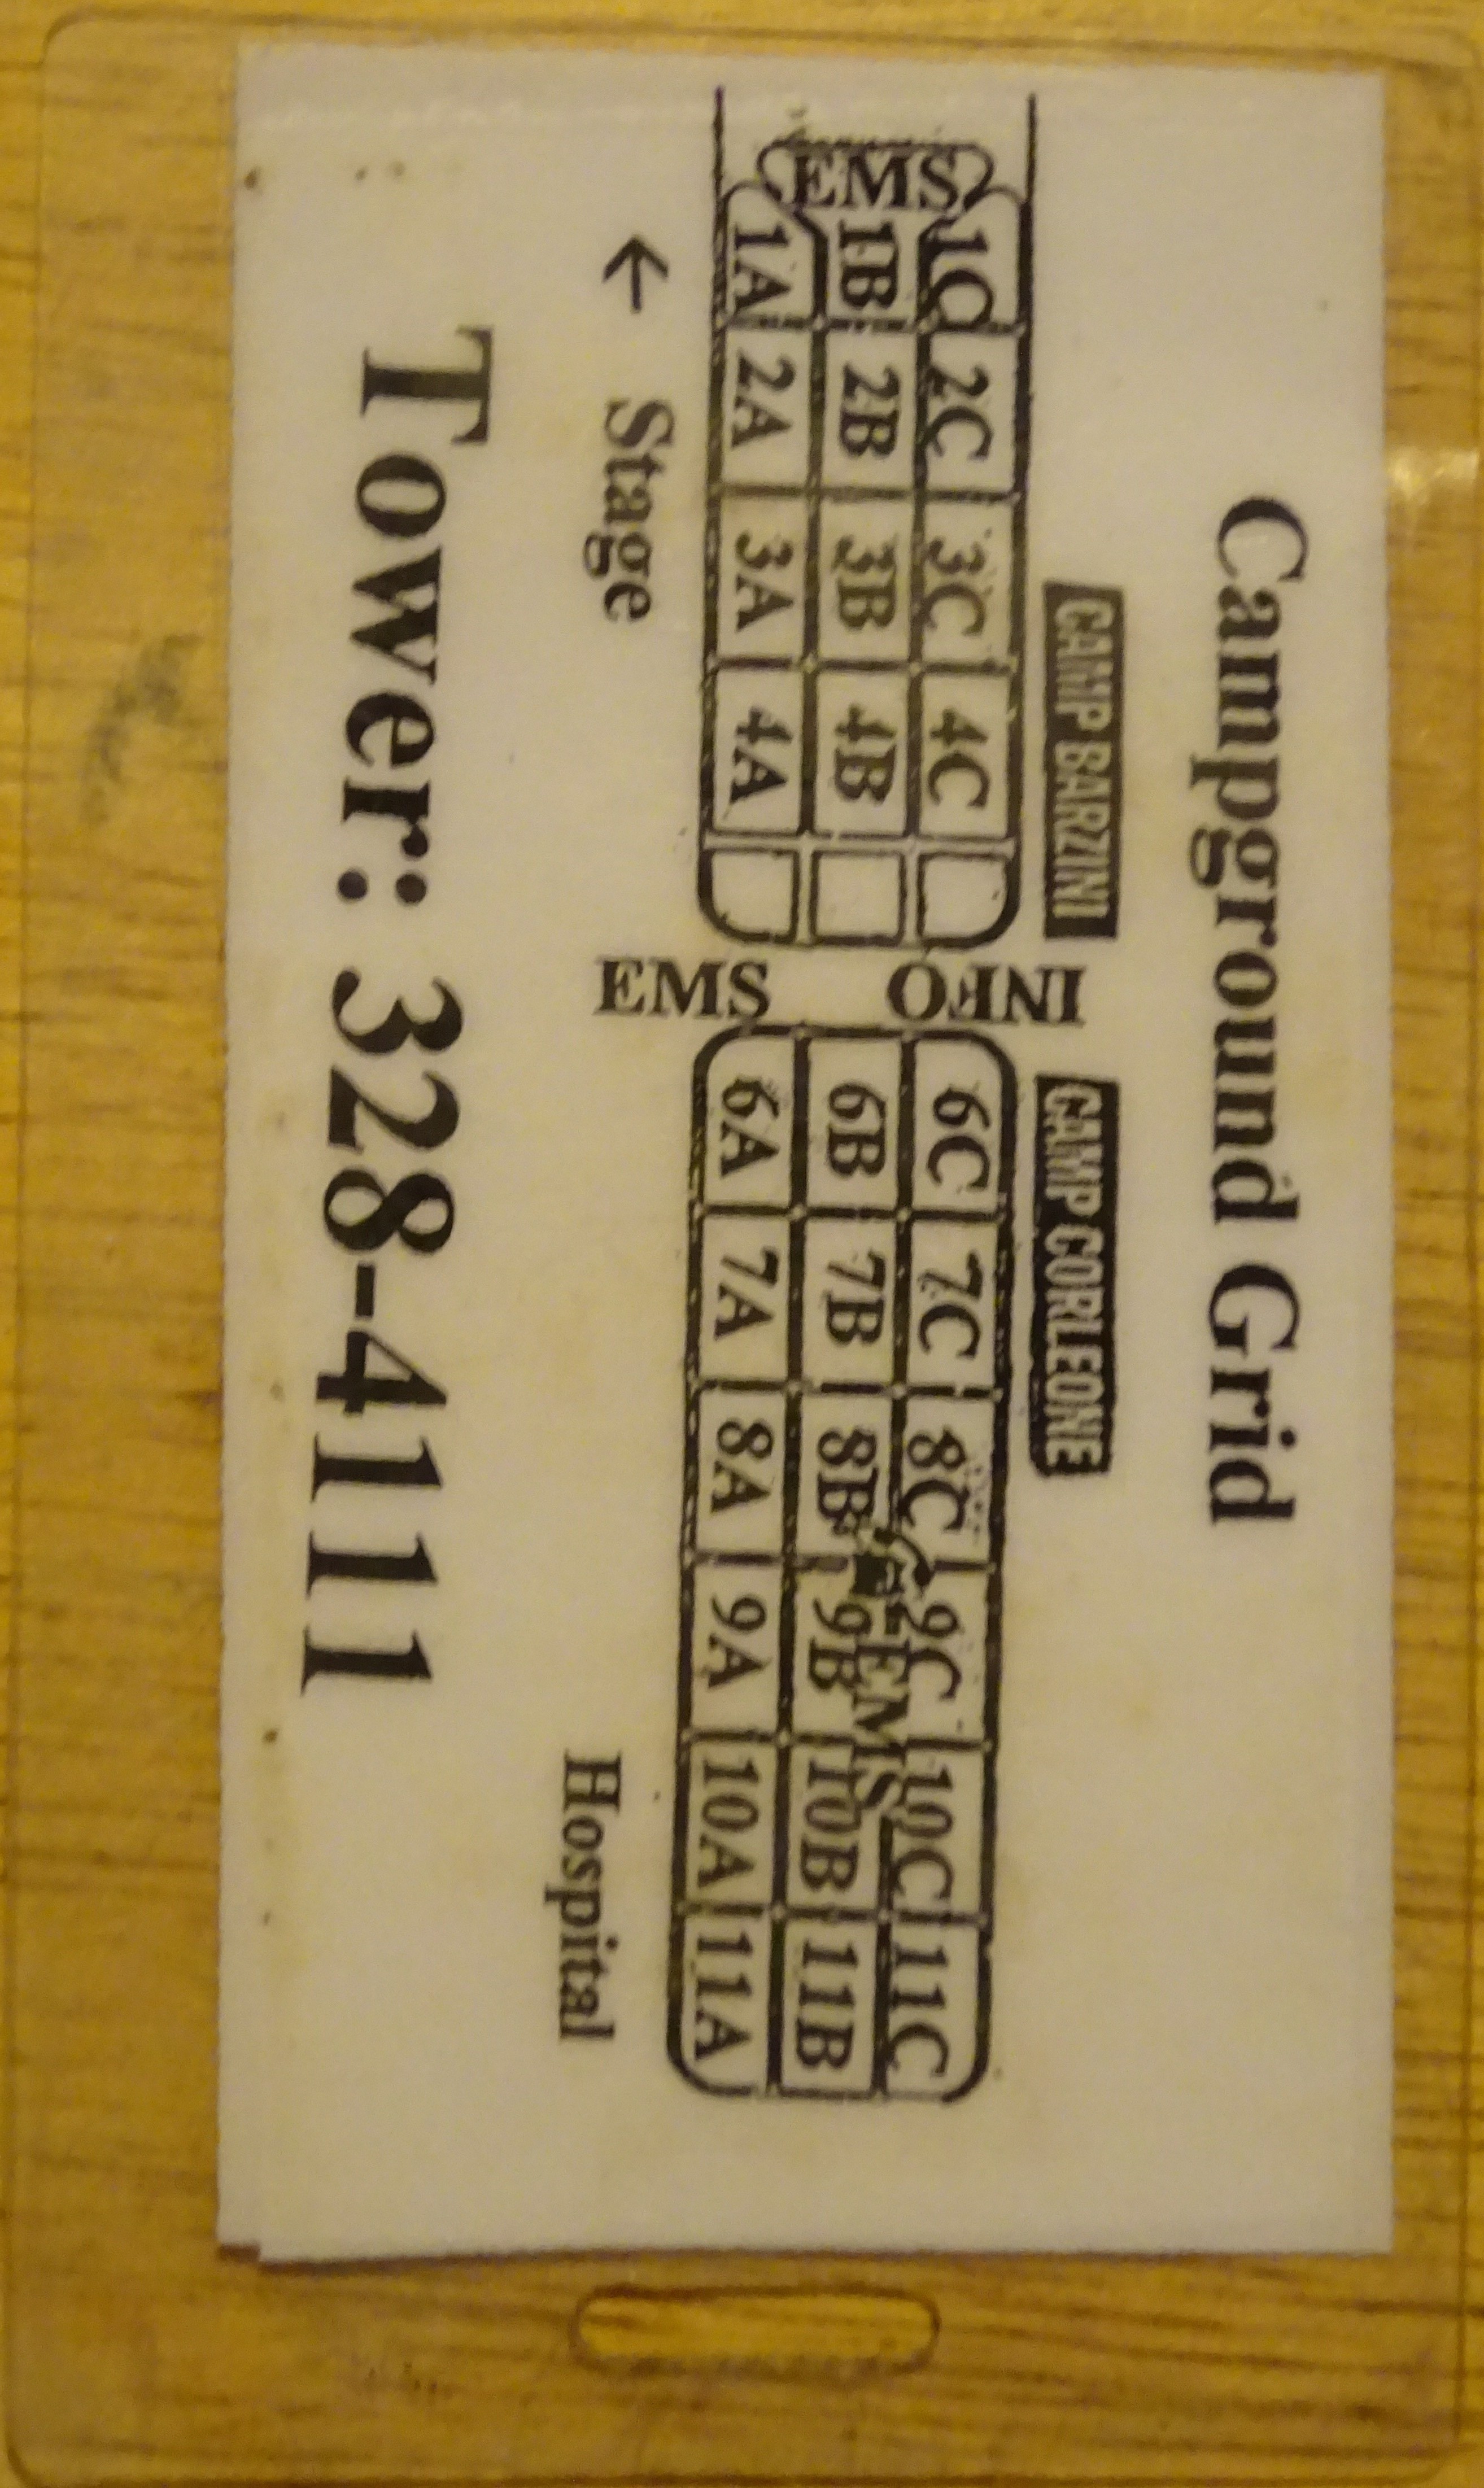 Campground Grid
CAMP BARZINI CAMP CORLEONE
1C 2C 3C 4C INFO 6C 7C 8C 9C 10C 11C
EMS 1B 2B 3B 4B 6B 7B 8B 9B EMS 10B 11B
1A 2A 3A 4A EMS 6A 7A 8A 9A 10A 11A
← Stage Hospital
Tower: 328-4111